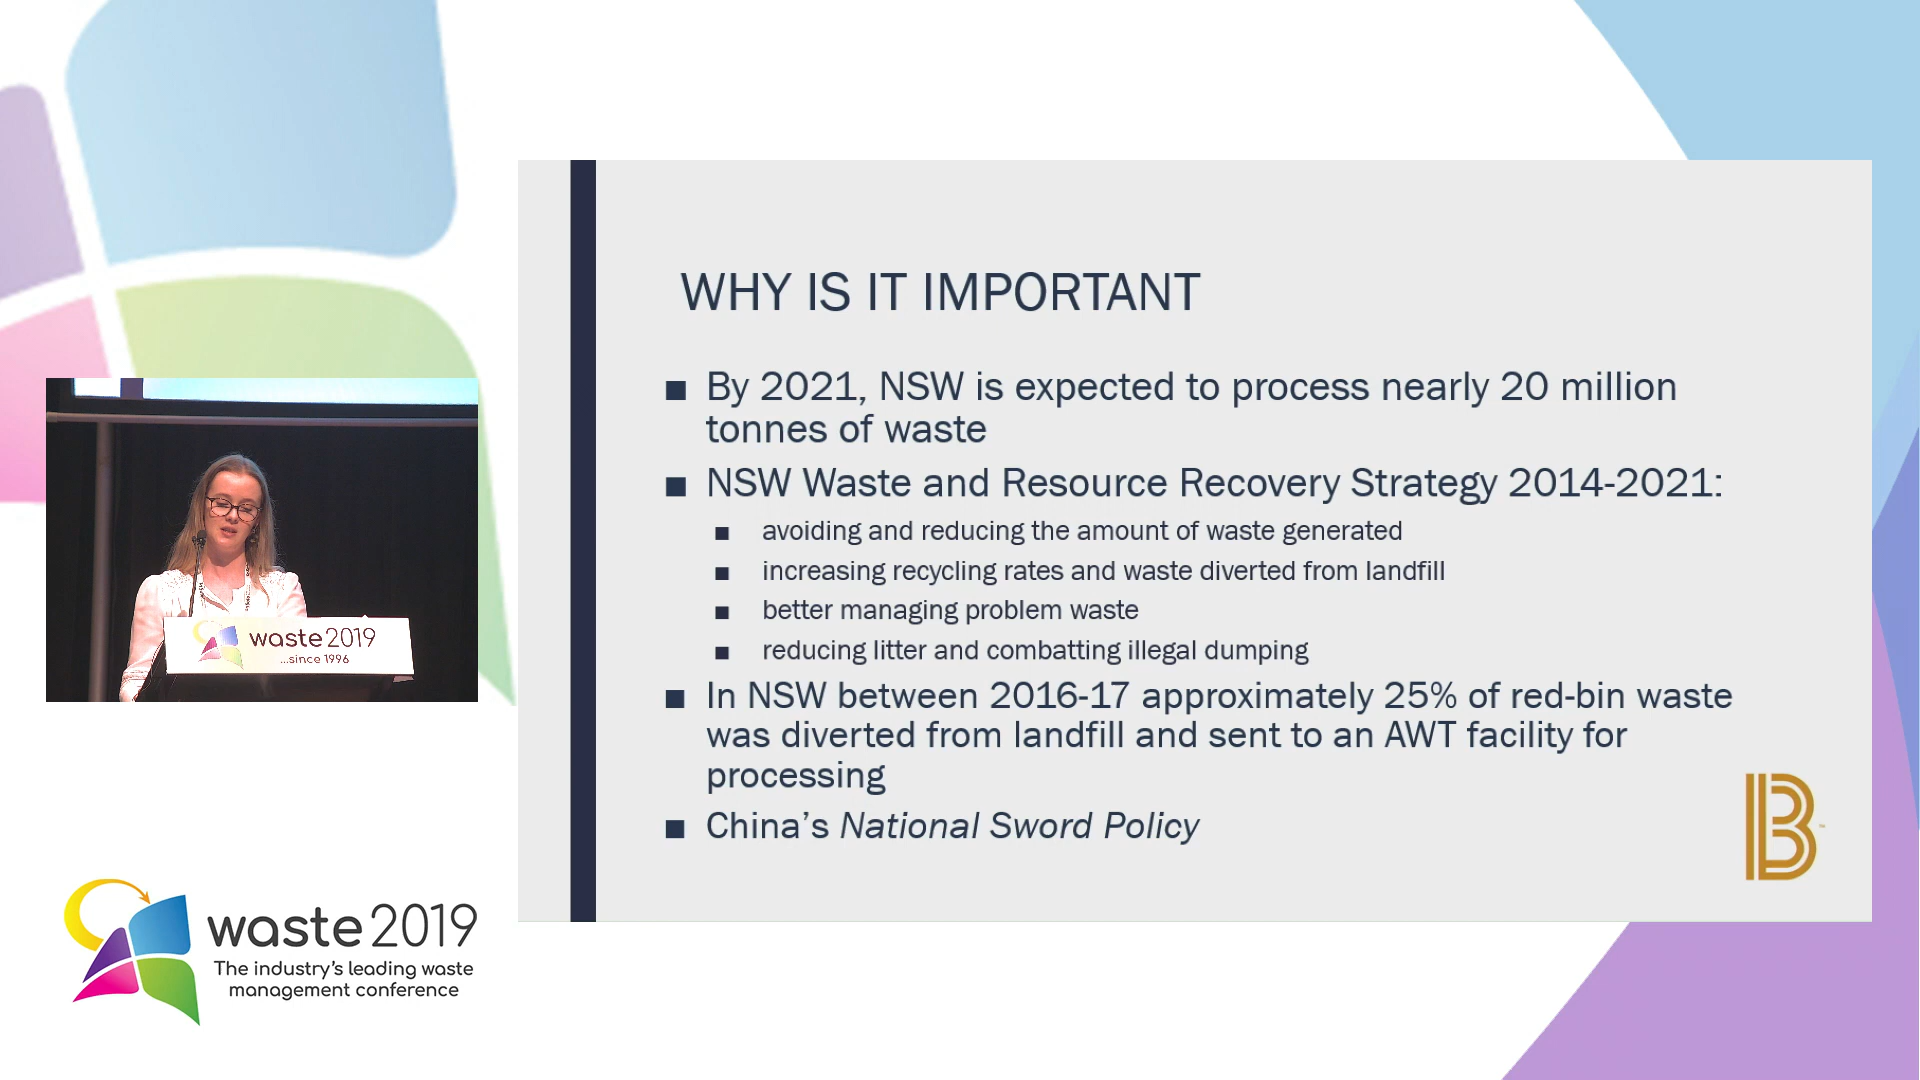 WHY IS IT IMPORTANT
■ By 2021, NSW is expected to process nearly 20 million
tonnes of waste
■ NSW Waste and Resource Recovery Strategy 2014-2021:
■ avoiding and reducing the amount of waste generated
■ increasing recycling rates and waste diverted from landfill
■ better managing problem waste
■ reducing litter and combatting illegal dumping
■ In NSW between 2016-17 approximately 25% of red-bin waste
was diverted from landfill and sent to an AWT facility for
processing
■ China’s National Sword Policy
B
waste2019
...since 1996
waste2019
The industry’s leading waste
management conference